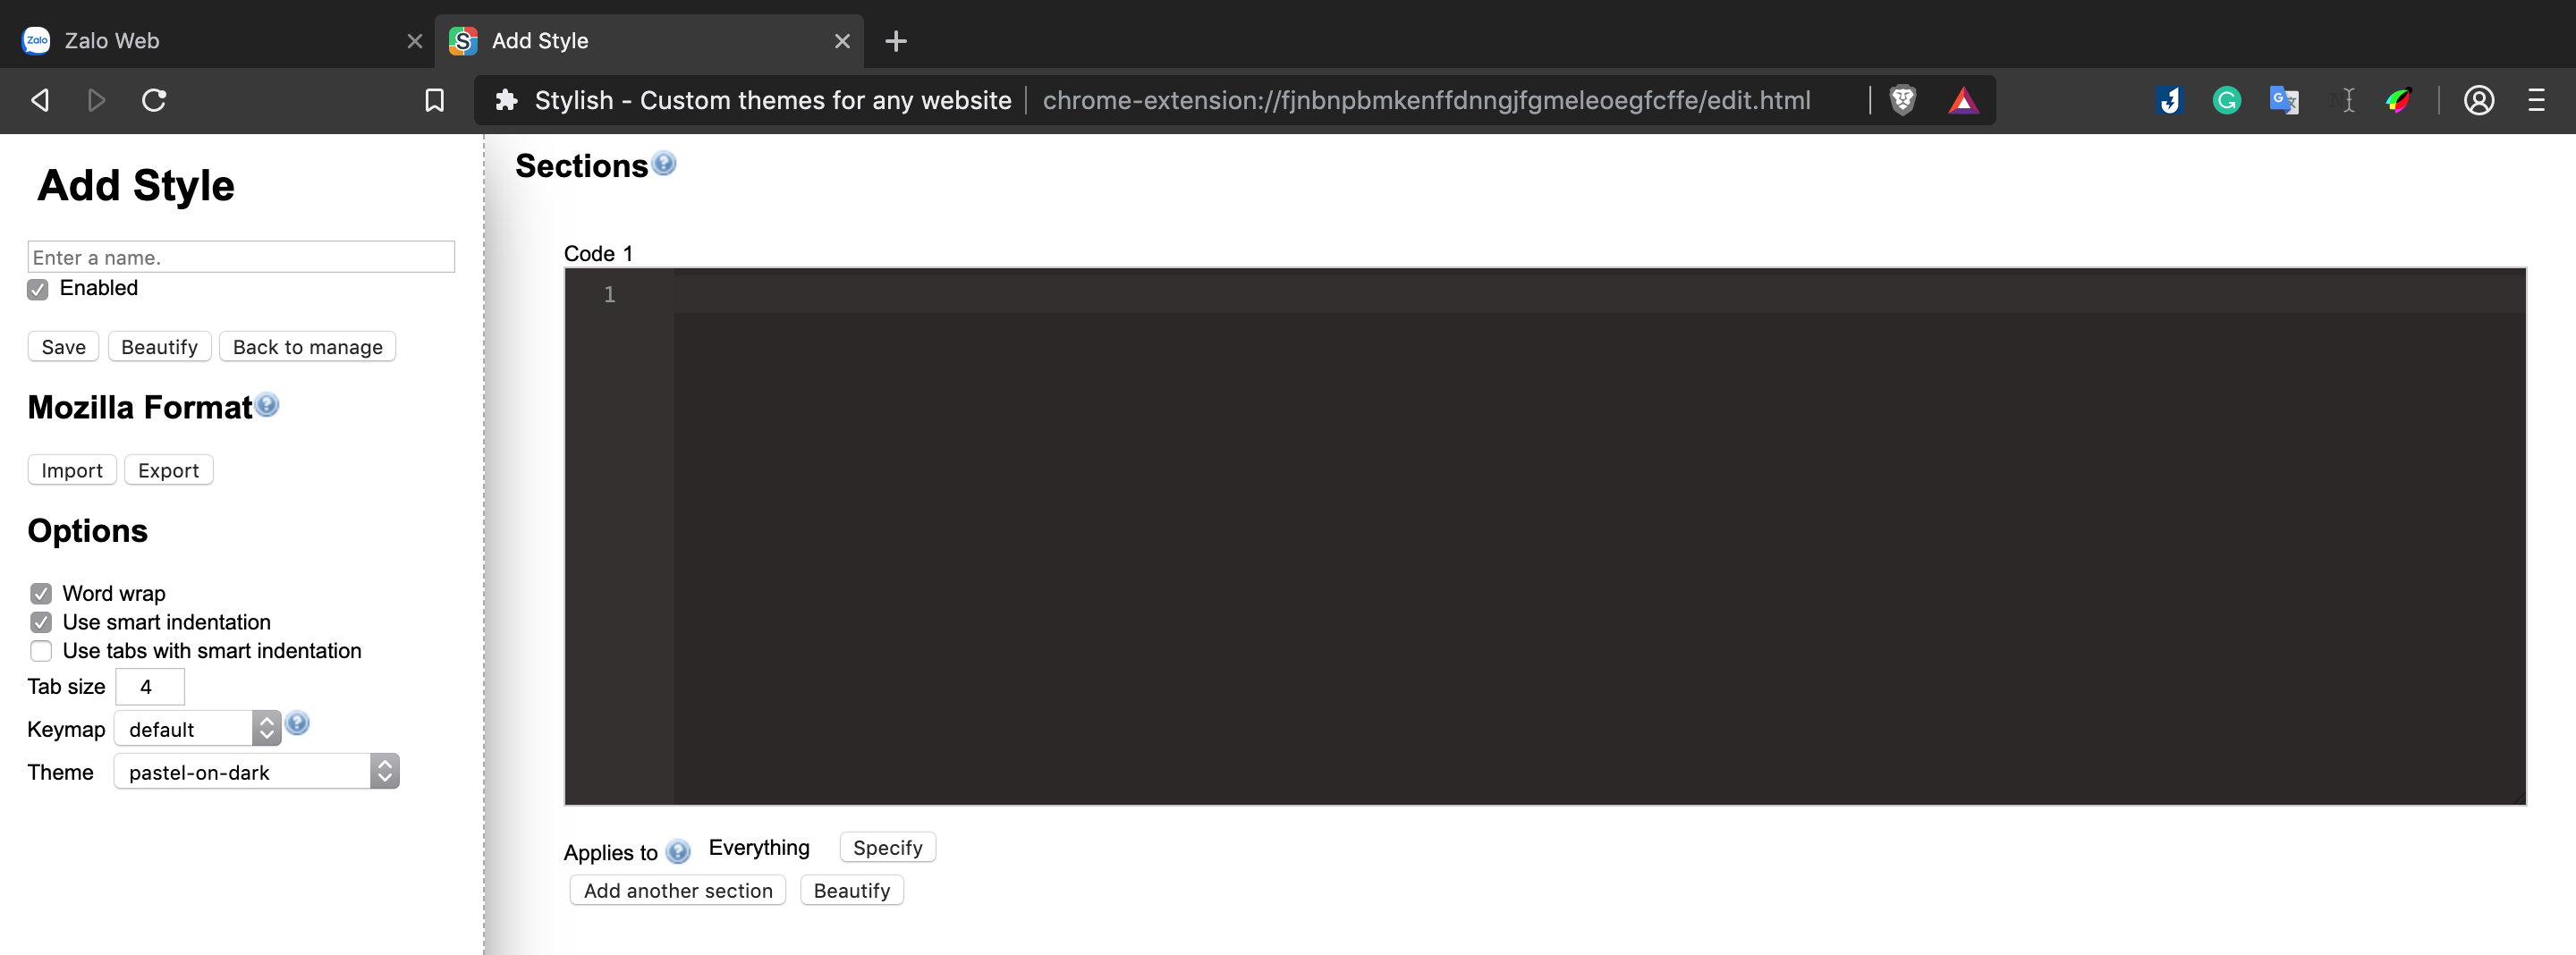 Zalo Zalo Web
S Add Style
Stylish - Custom themes for any website chrome-extension://fjnbnpbmkenffdnngjfgmeleoegfcffe/edit.html
Add Style
Enter a name.
Enabled
Save Beautify Back to manage
Mozilla Format ?
Import Export
Options
Word wrap
Use smart indentation
Use tabs with smart indentation
Tab size 4
Keymap default ?
Theme pastel-on-dark
Sections ?
Code 1
1
Applies to ? Everything Specify
Add another section Beautify